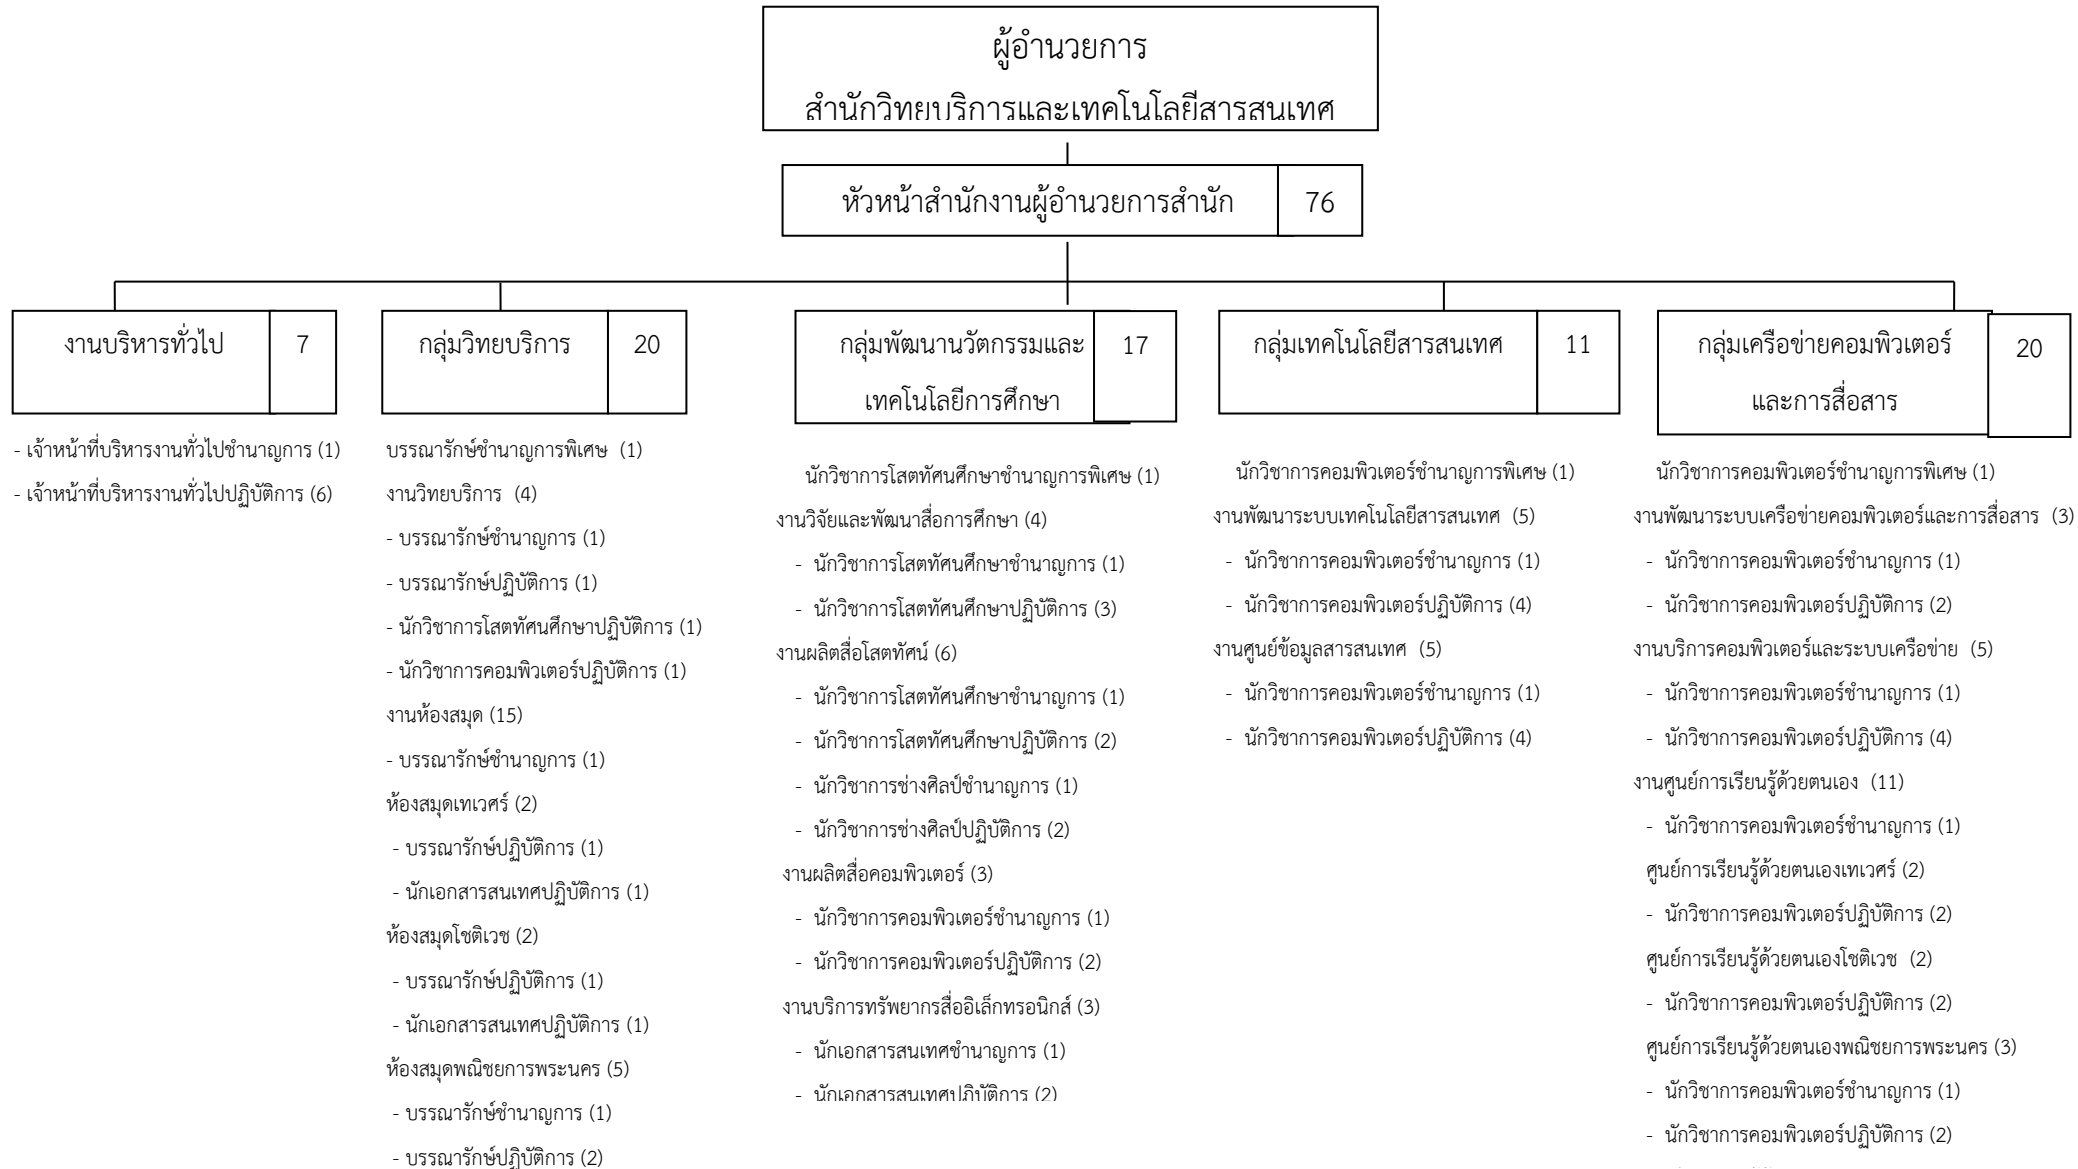 ผู้อำนวยการ
สำนักวิทยบริการและเทคโนโลยีสารสนเทศ
หัวหน้าสำนักงานผู้อำนวยการสำนัก
76
งานบริหารทั่วไป
7
- เจ้าหน้าที่บริหารงานทั่วไปชำนาญการ (1)
- เจ้าหน้าที่บริหารงานทั่วไปปฏิบัติการ (6)
กลุ่มวิทยบริการ
20
บรรณารักษ์ชำนาญการพิเศษ (1)
งานวิทยบริการ (4)
- บรรณารักษ์ชำนาญการ (1)
- บรรณารักษ์ปฏิบัติการ (1)
- นักวิชาการโสตทัศนศึกษาปฏิบัติการ (1)
- นักวิชาการคอมพิวเตอร์ปฏิบัติการ (1)
งานห้องสมุด (15)
- บรรณารักษ์ชำนาญการ (1)
ห้องสมุดเทเวศร์ (2)
- บรรณารักษ์ปฏิบัติการ (1)
- นักเอกสารสนเทศปฏิบัติการ (1)
ห้องสมุดโชติเวช (2)
- บรรณารักษ์ปฏิบัติการ (1)
- นักเอกสารสนเทศปฏิบัติการ (1)
ห้องสมุดพณิชยการพระนคร (5)
- บรรณารักษ์ชำนาญการ (1)
- บรรณารักษ์ปฏิบัติการ (2)
กลุ่มพัฒนานวัตกรรมและ
เทคโนโลยีการศึกษา
17
นักวิชาการโสตทัศนศึกษาชำนาญการพิเศษ (1)
งานวิจัยและพัฒนาสื่อการศึกษา (4)
- นักวิชาการโสตทัศนศึกษาชำนาญการ (1)
- นักวิชาการโสตทัศนศึกษาปฏิบัติการ (3)
งานผลิตสื่อโสตทัศน์ (6)
- นักวิชาการโสตทัศนศึกษาชำนาญการ (1)
- นักวิชาการโสตทัศนศึกษาปฏิบัติการ (2)
- นักวิชาการช่างศิลป์ชำนาญการ (1)
- นักวิชาการช่างศิลป์ปฏิบัติการ (2)
งานผลิตสื่อคอมพิวเตอร์ (3)
- นักวิชาการคอมพิวเตอร์ชำนาญการ (1)
- นักวิชาการคอมพิวเตอร์ปฏิบัติการ (2)
งานบริการทรัพยากรสื่ออิเล็กทรอนิกส์ (3)
- นักเอกสารสนเทศชำนาญการ (1)
- นักเอกสารสนเทศปฏิบัติการ (2)
กลุ่มเทคโนโลยีสารสนเทศ
11
นักวิชาการคอมพิวเตอร์ชำนาญการพิเศษ (1)
งานพัฒนาระบบเทคโนโลยีสารสนเทศ (5)
- นักวิชาการคอมพิวเตอร์ชำนาญการ (1)
- นักวิชาการคอมพิวเตอร์ปฏิบัติการ (4)
งานศูนย์ข้อมูลสารสนเทศ (5)
- นักวิชาการคอมพิวเตอร์ชำนาญการ (1)
- นักวิชาการคอมพิวเตอร์ปฏิบัติการ (4)
กลุ่มเครือข่ายคอมพิวเตอร์
และการสื่อสาร
20
นักวิชาการคอมพิวเตอร์ชำนาญการพิเศษ (1)
งานพัฒนาระบบเครือข่ายคอมพิวเตอร์และการสื่อสาร (3)
- นักวิชาการคอมพิวเตอร์ชำนาญการ (1)
- นักวิชาการคอมพิวเตอร์ปฏิบัติการ (2)
งานบริการคอมพิวเตอร์และระบบเครือข่าย (5)
- นักวิชาการคอมพิวเตอร์ชำนาญการ (1)
- นักวิชาการคอมพิวเตอร์ปฏิบัติการ (4)
งานศูนย์การเรียนรู้ด้วยตนเอง (11)
- นักวิชาการคอมพิวเตอร์ชำนาญการ (1)
ศูนย์การเรียนรู้ด้วยตนเองเทเวศร์ (2)
- นักวิชาการคอมพิวเตอร์ปฏิบัติการ (2)
ศูนย์การเรียนรู้ด้วยตนเองโชติเวช (2)
- นักวิชาการคอมพิวเตอร์ปฏิบัติการ (2)
ศูนย์การเรียนรู้ด้วยตนเองพณิชยการพระนคร (3)
- นักวิชาการคอมพิวเตอร์ชำนาญการ (1)
- นักวิชาการคอมพิวเตอร์ปฏิบัติการ (2)